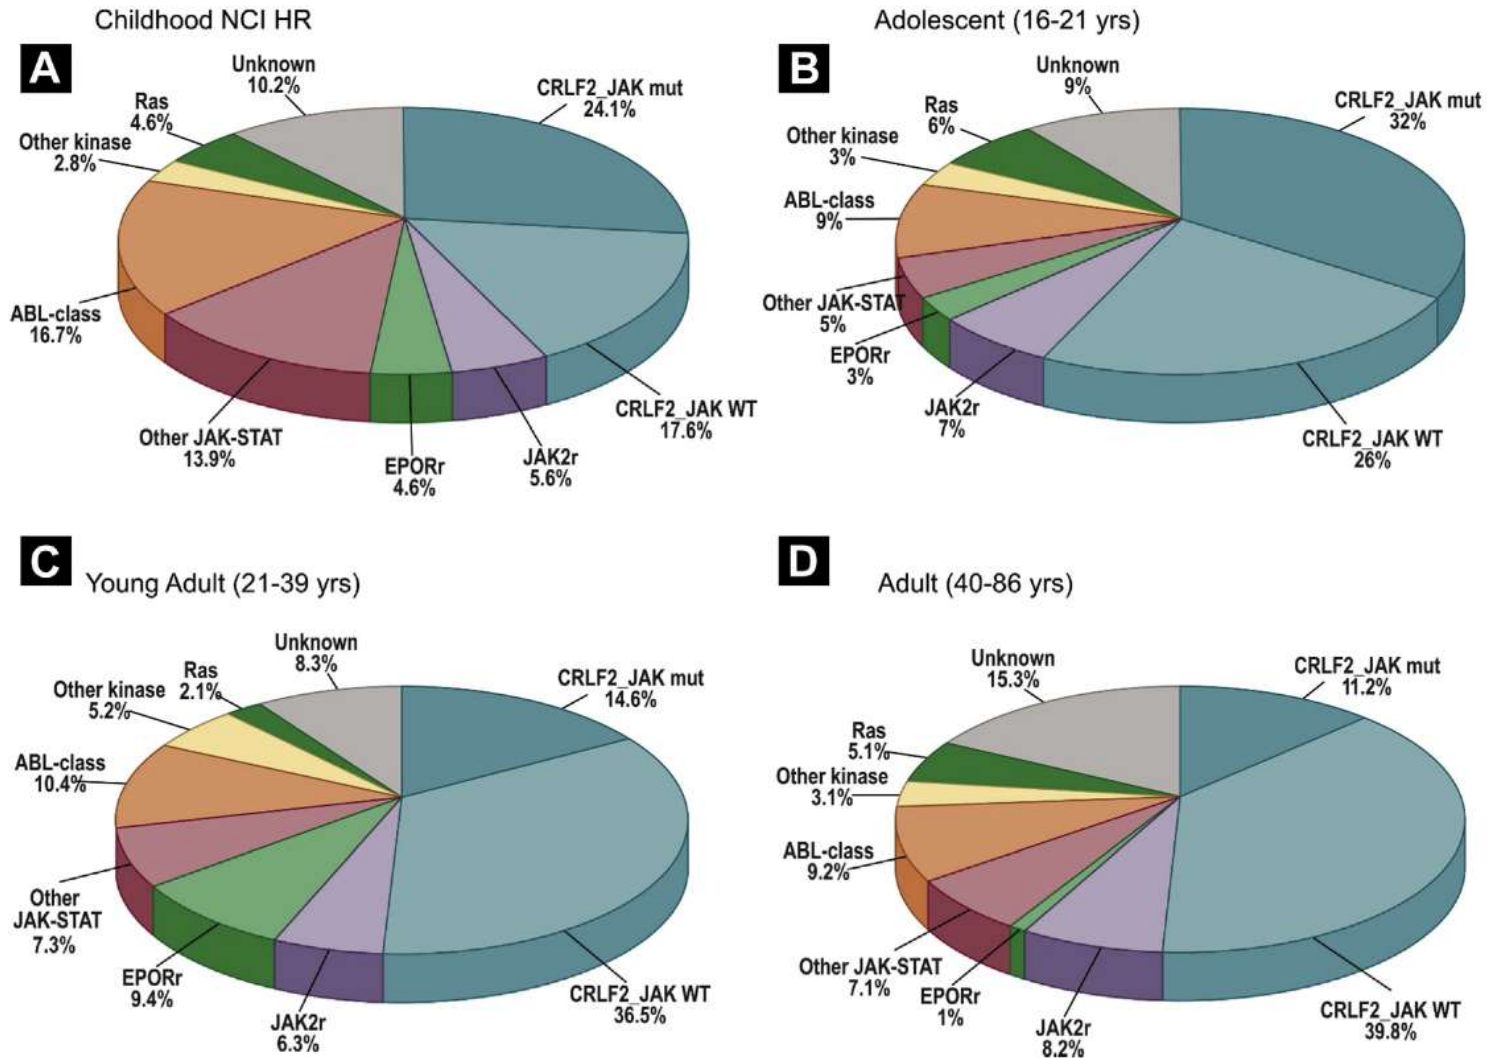 Childhood NCI HR
A
Unknown
10.2%
CRLF2_JAK mut
24.1%
Ras
4.6%
Other kinase
2.8%
ABL-class
16.7%
Other JAK-STAT
13.9%
EPORr
4.6%
JAK2r
5.6%
CRLF2_JAK WT
17.6%
Adolescent (16-21 yrs)
B
Unknown
9%
CRLF2_JAK mut
32%
Ras
6%
Other kinase
3%
ABL-class
9%
Other JAK-STAT
5%
EPORr
3%
JAK2r
7%
CRLF2_JAK WT
26%
C
Young Adult (21-39 yrs)
Unknown
8.3%
CRLF2_JAK mut
14.6%
Ras
2.1%
Other kinase
5.2%
ABL-class
10.4%
Other
JAK-STAT
7.3%
EPORr
9.4%
JAK2r
6.3%
CRLF2_JAK WT
36.5%
D
Adult (40-86 yrs)
Unknown
15.3%
CRLF2_JAK mut
11.2%
Ras
5.1%
Other kinase
3.1%
ABL-class
9.2%
Other JAK-STAT
7.1%
EPORr
1%
JAK2r
8.2%
CRLF2_JAK WT
39.8%